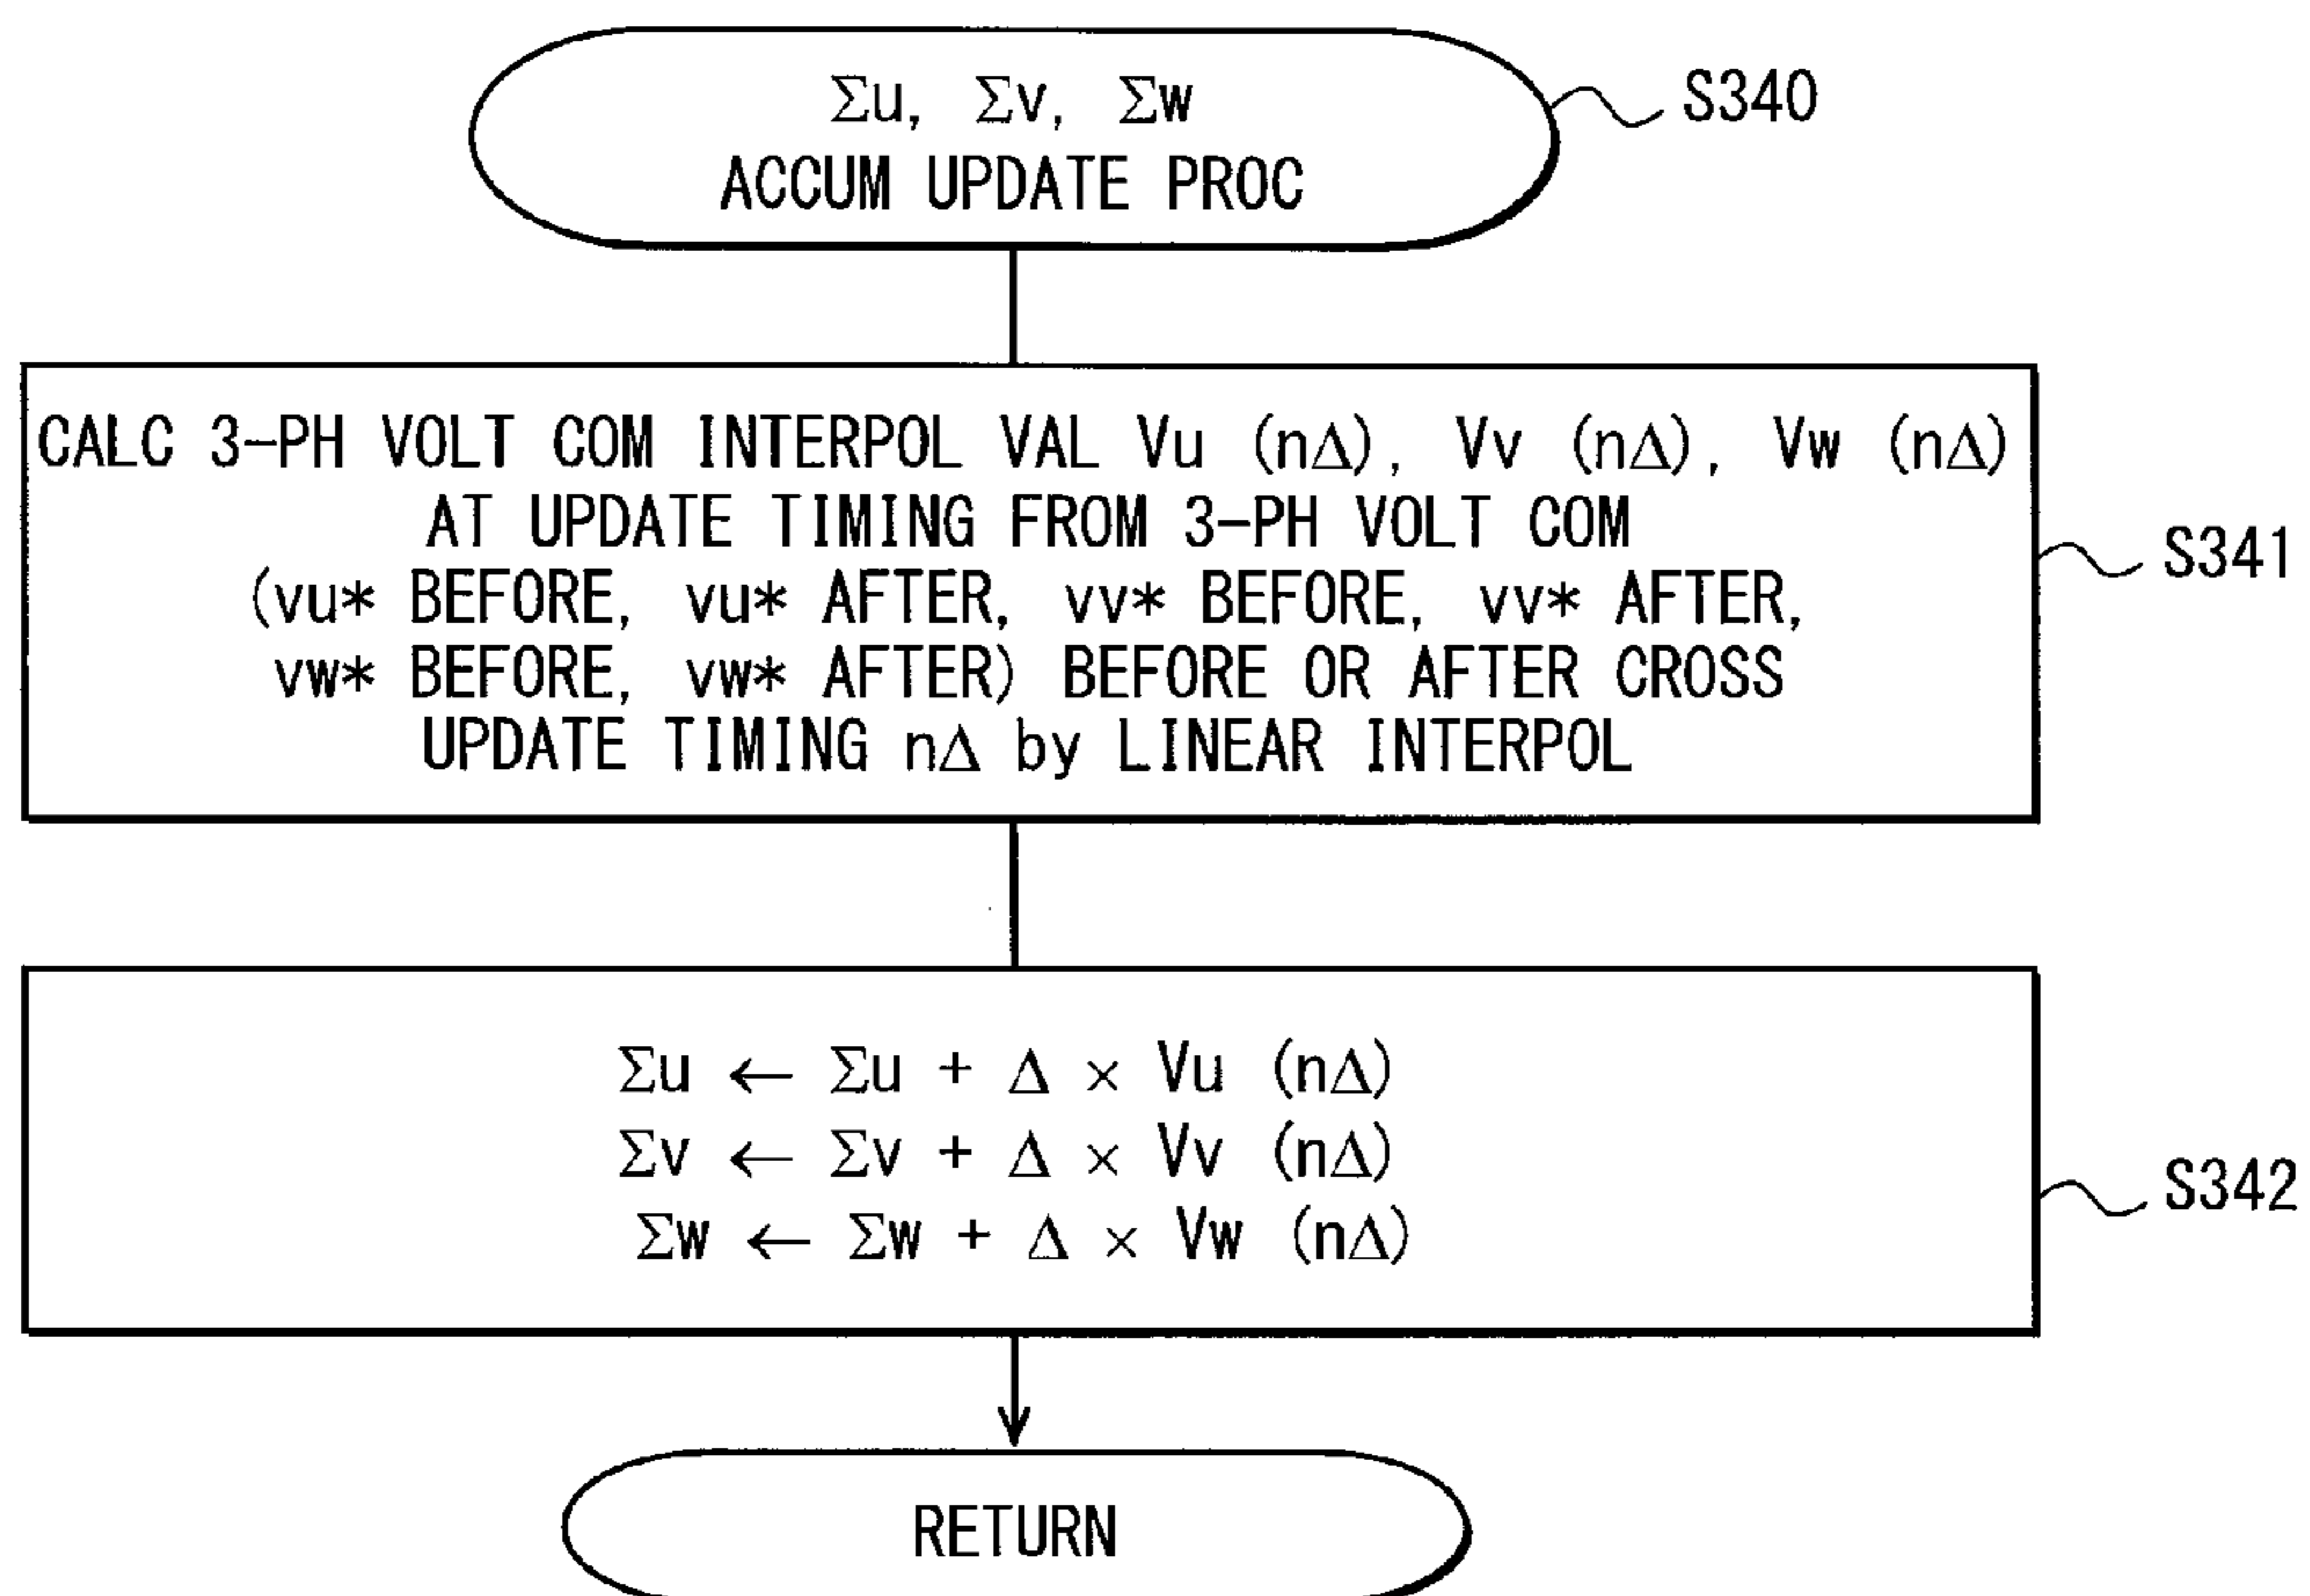 Σu, Σv, Σw
ACCUM UPDATE PROC
S340
CALC 3-PH VOLT COM INTERPOL VAL Vu (nΔ), Vv (nΔ), Vw (nΔ)
AT UPDATE TIMING FROM 3-PH VOLT COM
(vu* BEFORE, vu* AFTER, vv* BEFORE, vv* AFTER,
vw* BEFORE, vw* AFTER) BEFORE OR AFTER CROSS
UPDATE TIMING nΔ by LINEAR INTERPOL
S341
Σu ← Σu + Δ × Vu (nΔ)
Σv ← Σv + Δ × Vv (nΔ)
Σw ← Σw + Δ × Vw (nΔ)
S342
RETURN